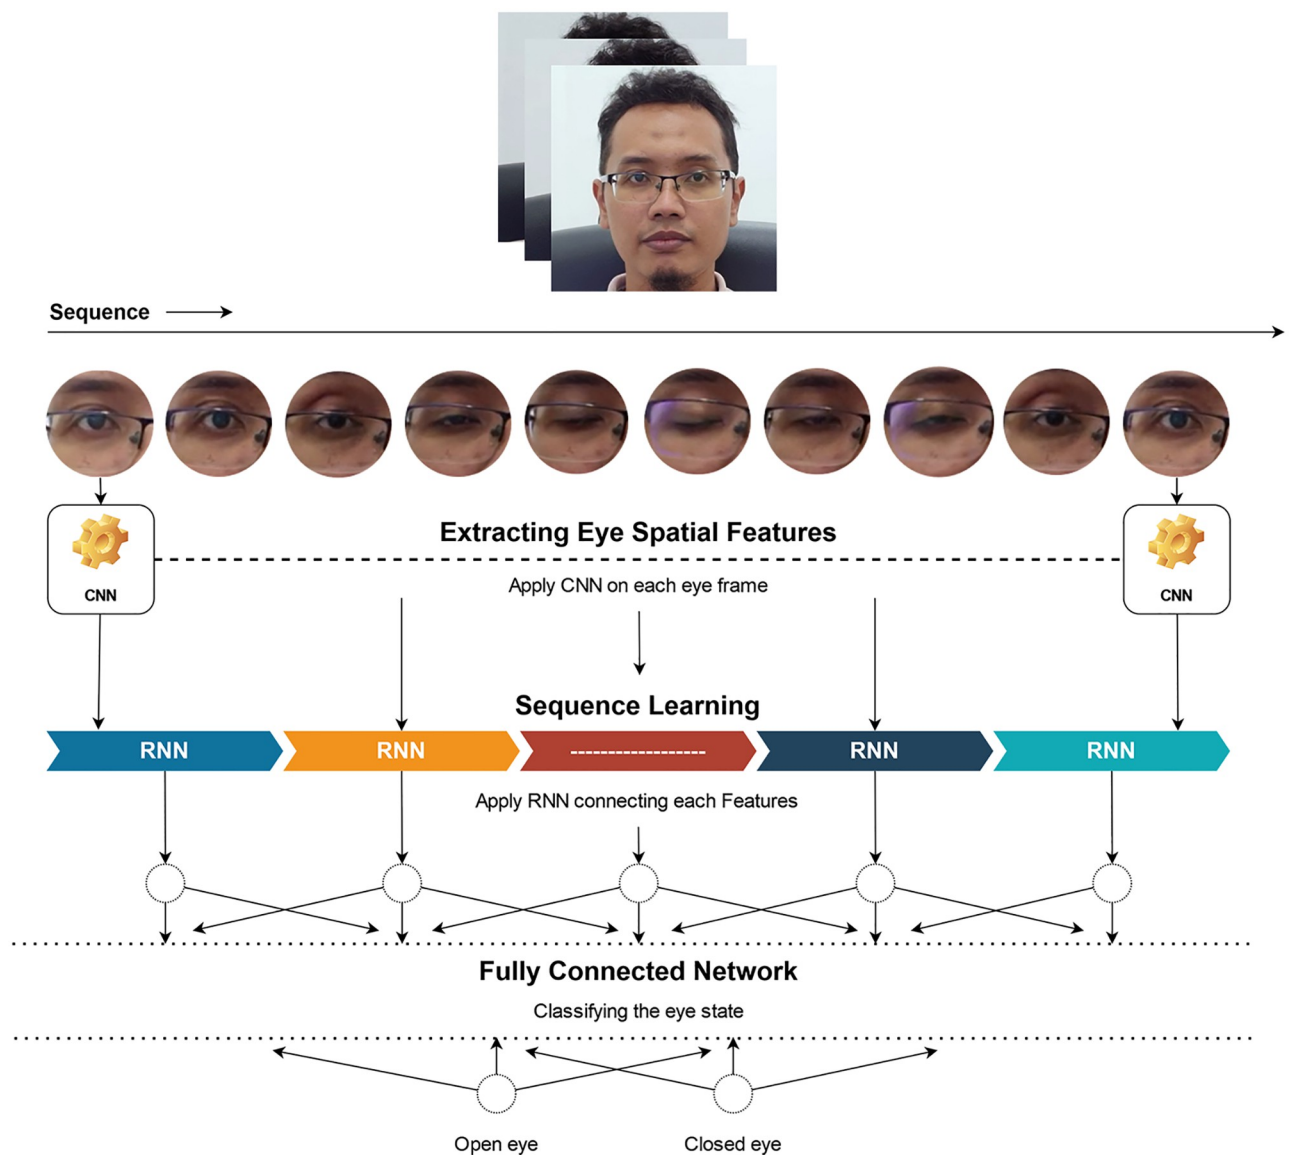 Sequence
Extracting Eye Spatial Features
CNN
Apply CNN on each eye frame
CNN
Sequence Learning
RNN
RNN
------------------
RNN
RNN
Apply RNN connecting each Features
Fully Connected Network
Classifying the eye state
Open eye
Closed eye